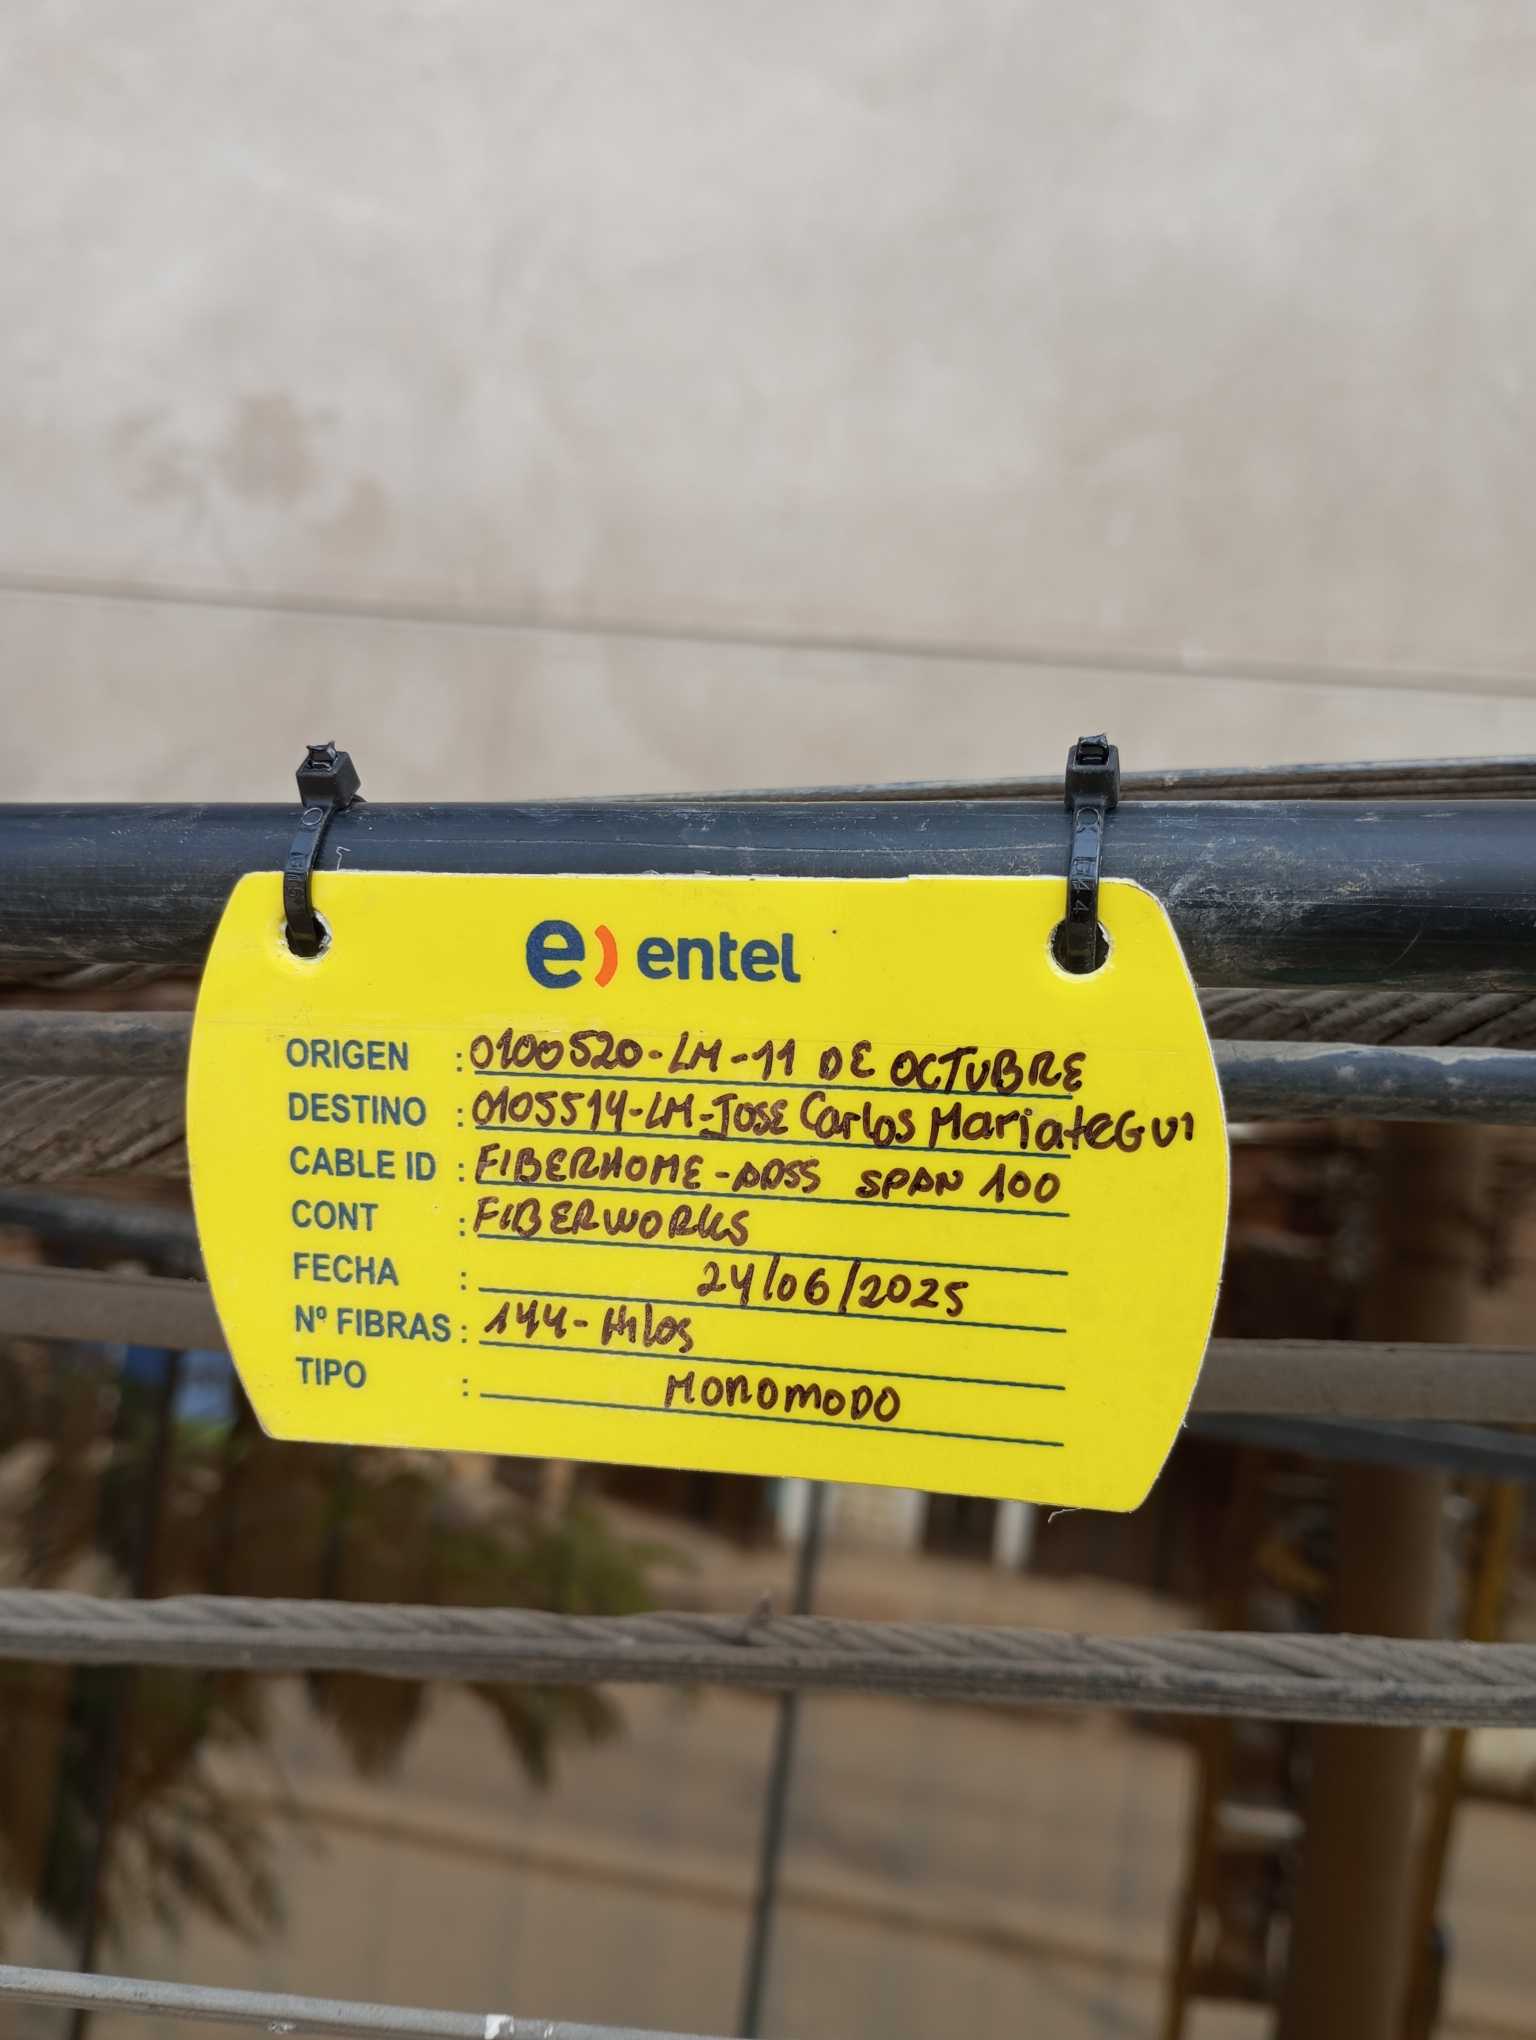 e) entel
ORIGEN : 0100520-LM-11 DE OCTUBRE
DESTINO : 0105514-LM-JOSE Carlos MariateGui
CABLE ID : FIBERHOME-ADSS SPAN 100
CONT : FIBERWORKS
FECHA : 24/06/2025
Nº FIBRAS : 144-Hilos
TIPO : MONOMODO